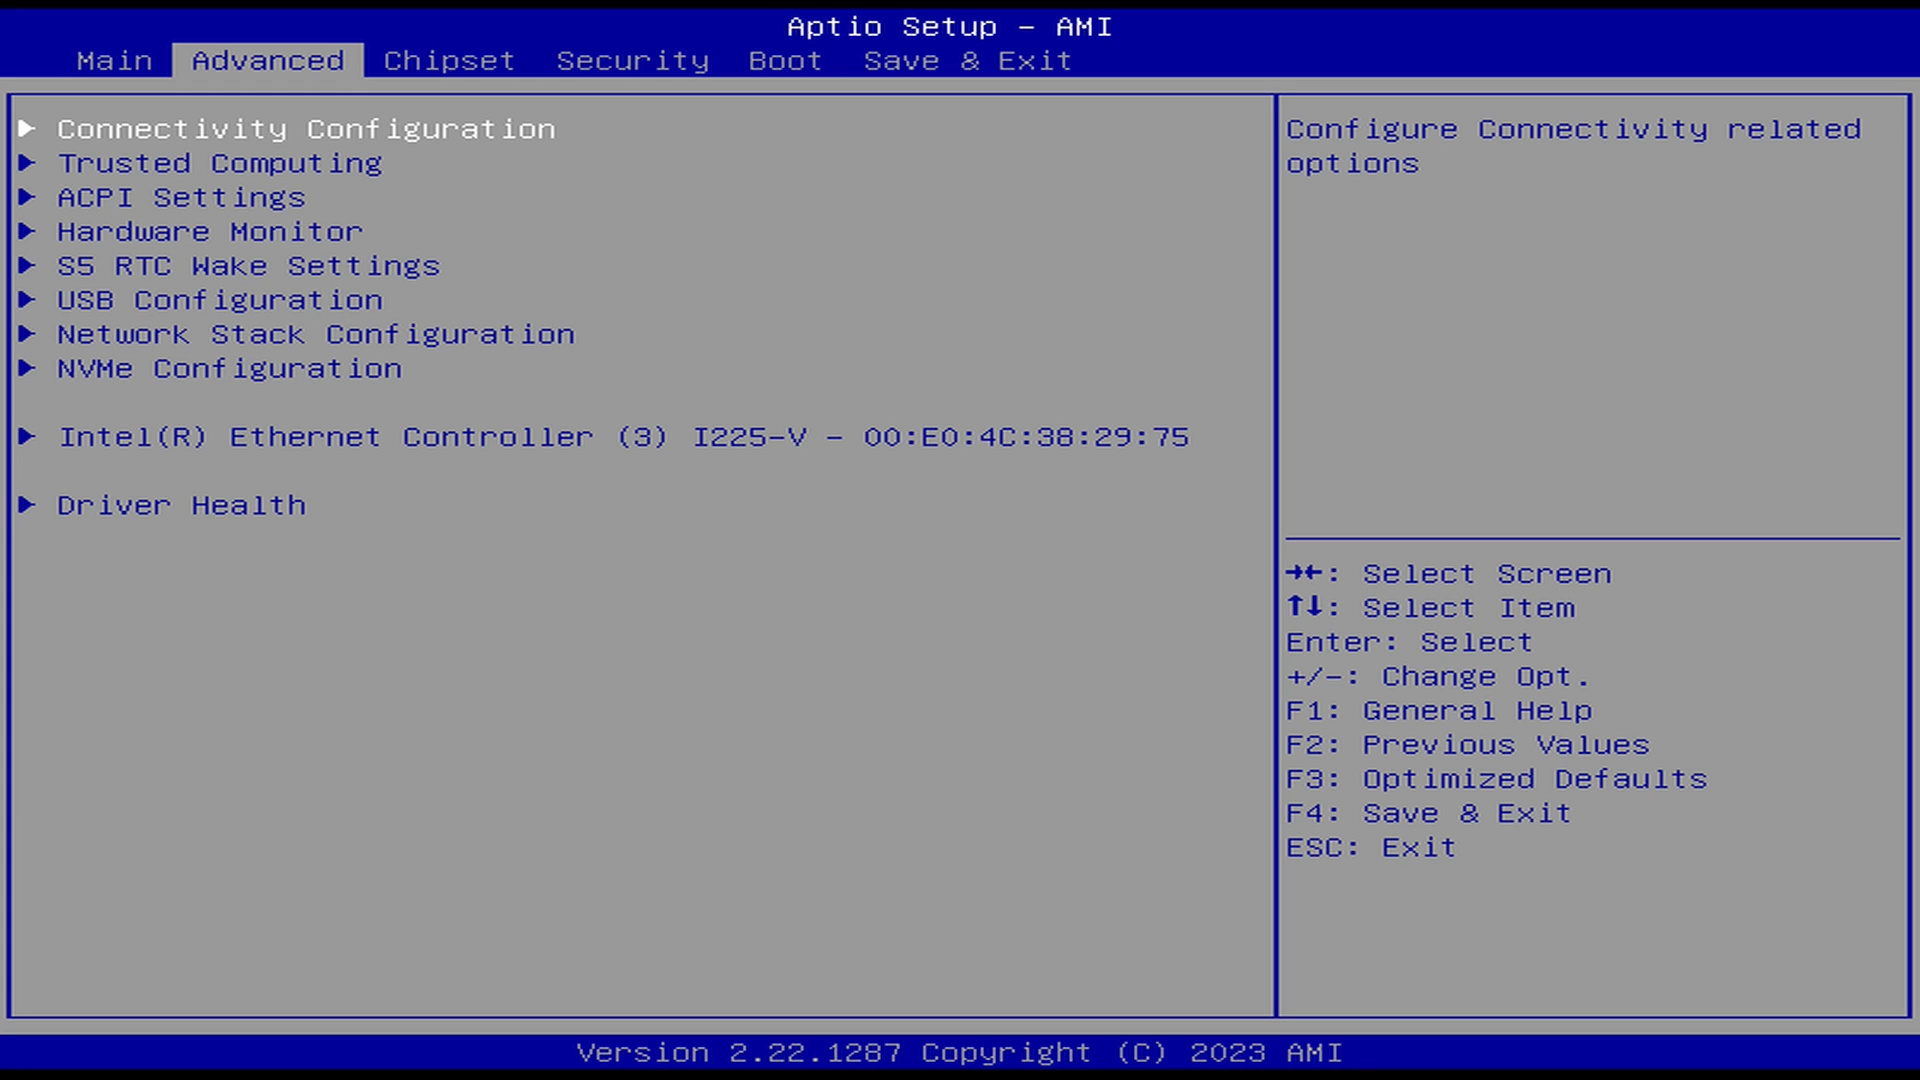 Aptio Setup – AMI
Main Advanced Chipset Security Boot Save & Exit
► Connectivity Configuration
► Trusted Computing
► ACPI Settings
► Hardware Monitor
► S5 RTC Wake Settings
► USB Configuration
► Network Stack Configuration
► NVMe Configuration
► Intel(R) Ethernet Controller (3) I225-V – 00:E0:4C:38:29:75
► Driver Health
Configure Connectivity related
options
→←: Select Screen
↑↓: Select Item
Enter: Select
+/-: Change Opt.
F1: General Help
F2: Previous Values
F3: Optimized Defaults
F4: Save & Exit
ESC: Exit
Version 2.22.1287 Copyright (C) 2023 AMI